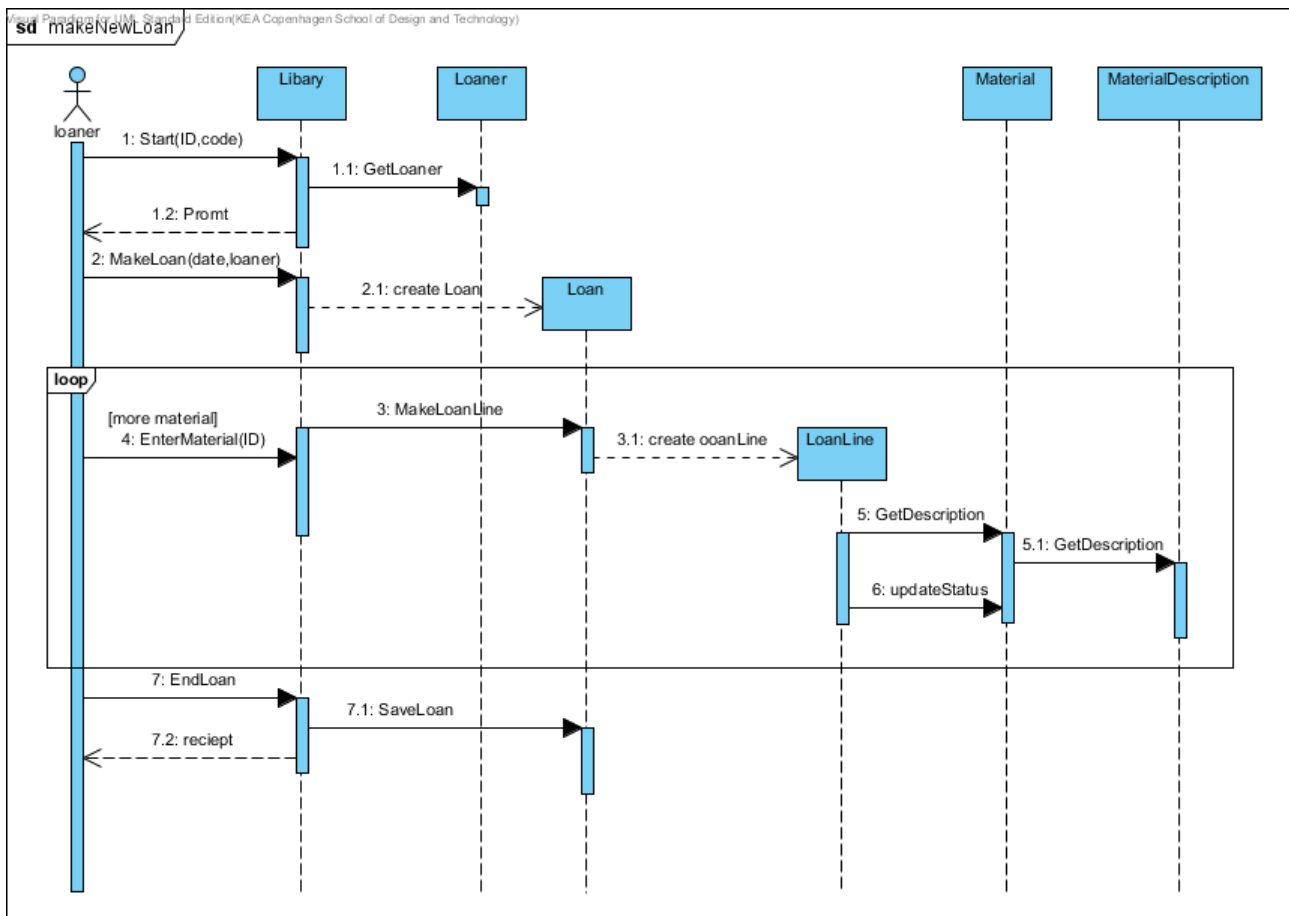 Visual Paradigm for UML Standard Edition(KEA Copenhagen School of Design and Technology)
sd makeNewLoan
Libary
Loaner
Material
MaterialDescription
loaner
1: Start(ID,code)
1.1: GetLoaner
1.2: Promt
2: MakeLoan(date,loaner)
2.1: create Loan
Loan
loop
[more material]
3: MakeLoanLine
4: EnterMaterial(ID)
3.1: create ooanLine
LoanLine
5: GetDescription
5.1: GetDescription
6: updateStatus
7: EndLoan
7.1: SaveLoan
7.2: reciept